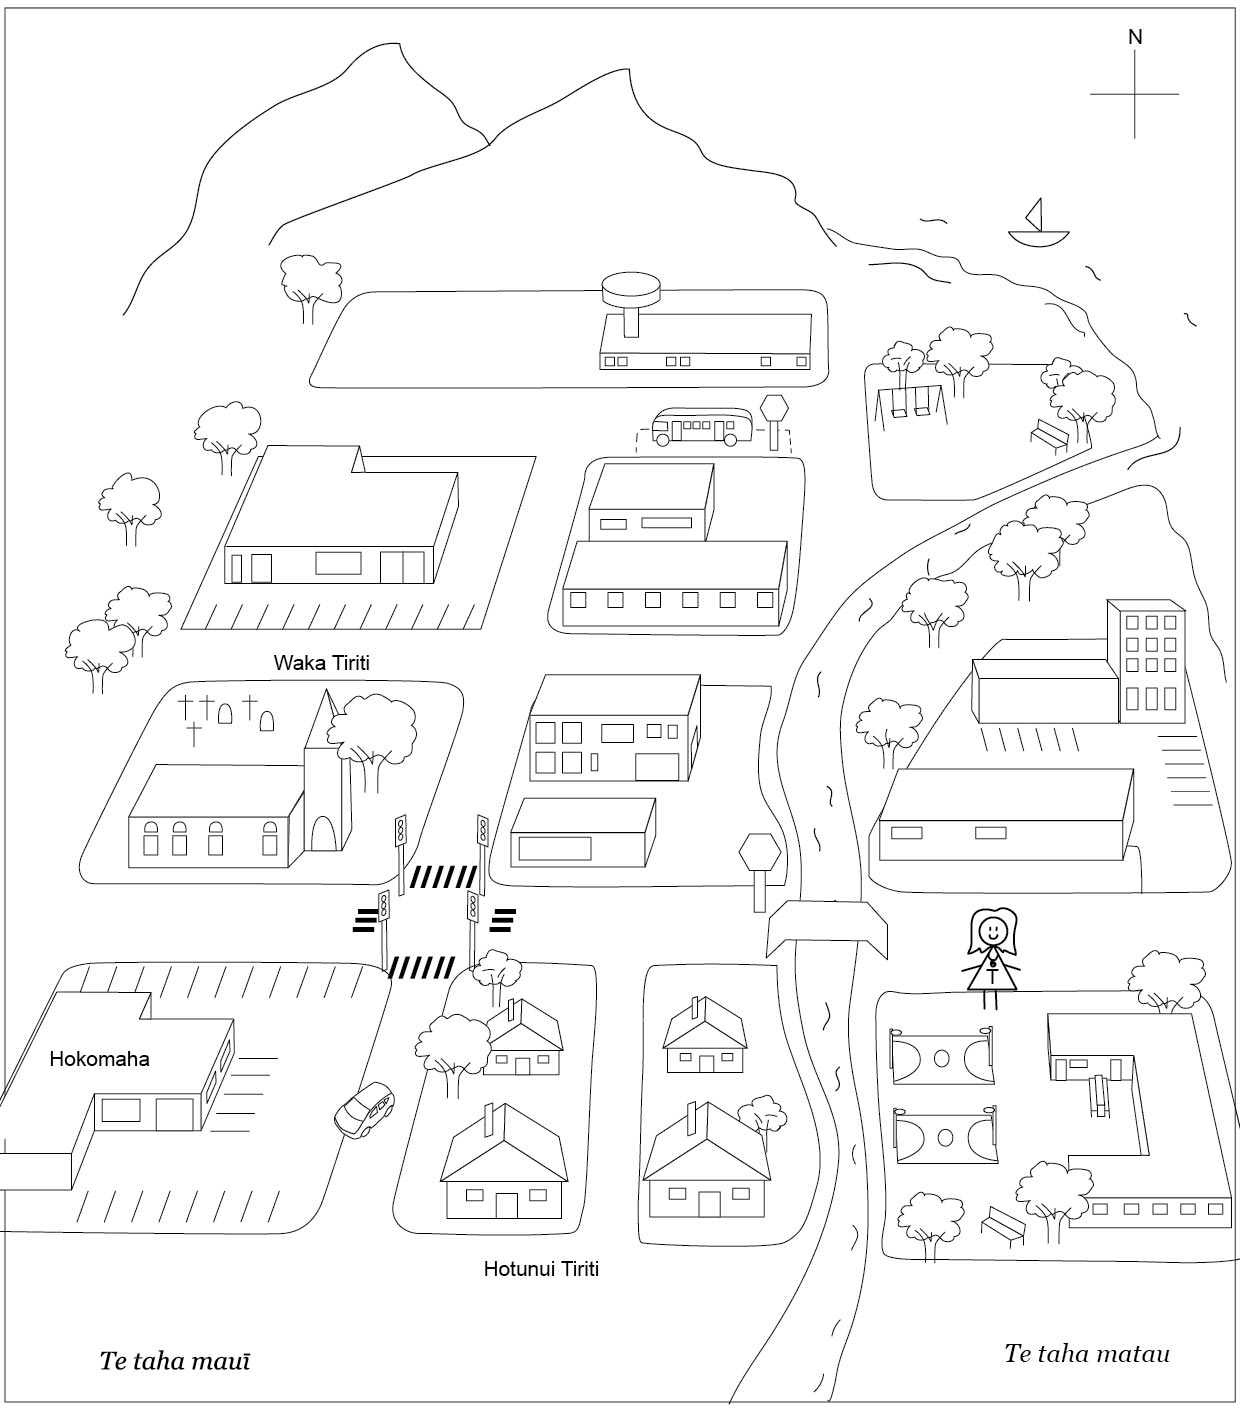 N
Waka Tiriti
Hokomaha
T
Hotunui Tiriti
Te taha mauī
Te taha matau